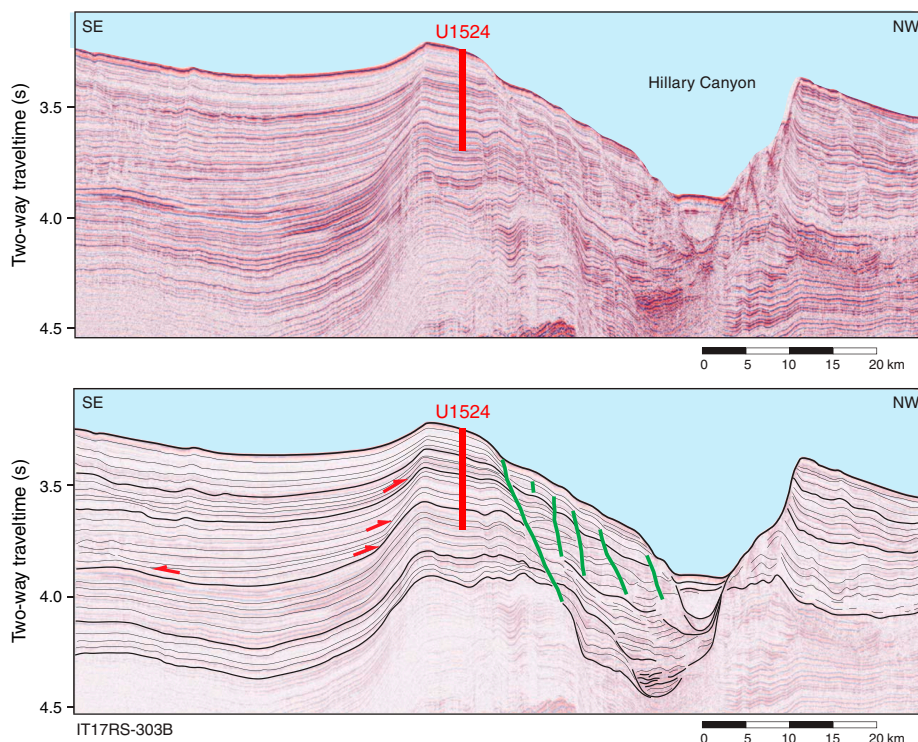 SE
U1524
NW
Hillary Canyon
Two-way traveltime (s)
3.5
4.0
4.5
0 5 10 15 20 km
SE
U1524
NW
Two-way traveltime (s)
3.5
4.0
4.5
IT17RS-303B
0 5 10 15 20 km